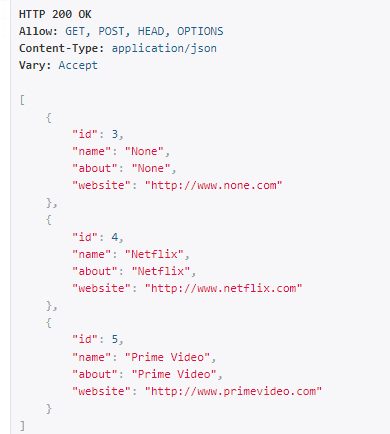 HTTP 200 OK
Allow: GET, POST, HEAD, OPTIONS
Content-Type: application/json
Vary: Accept
[
    {
        "id": 3,
        "name": "None",
        "about": "None",
        "website": "http://www.none.com"
    },
    {
        "id": 4,
        "name": "Netflix",
        "about": "Netflix",
        "website": "http://www.netflix.com"
    },
    {
        "id": 5,
        "name": "Prime Video",
        "about": "Prime Video",
        "website": "http://www.primevideo.com"
    }
]